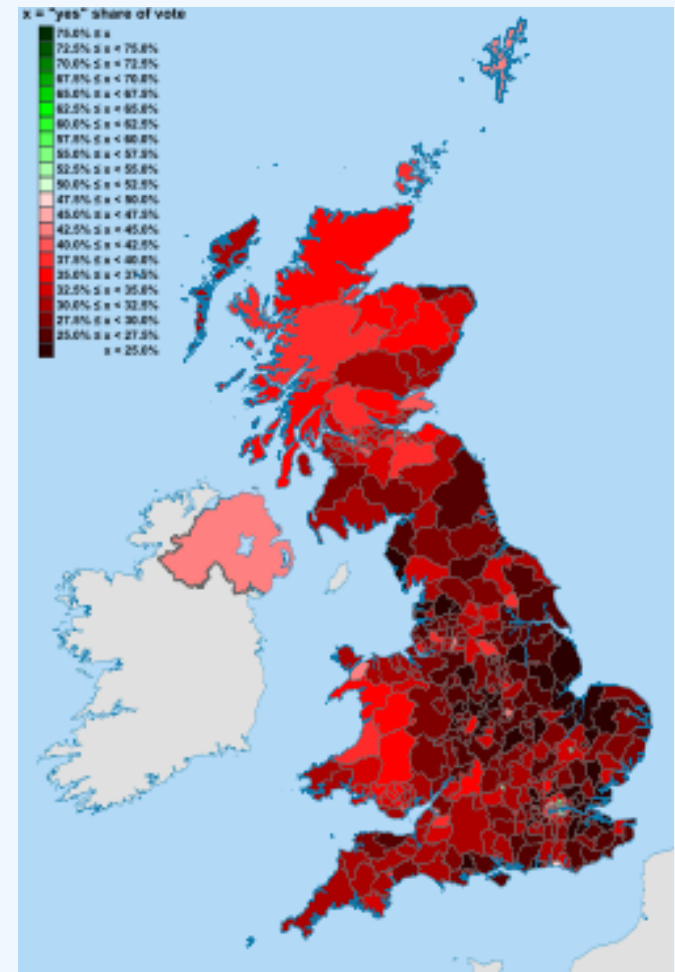 x = "yes" share of vote
75.0% ≤ x
72.5% ≤ x < 75.0%
70.0% ≤ x < 72.5%
67.5% ≤ x < 70.0%
65.0% ≤ x < 67.5%
62.5% ≤ x < 65.0%
60.0% ≤ x < 62.5%
57.5% ≤ x < 60.0%
55.0% ≤ x < 57.5%
52.5% ≤ x < 55.0%
50.0% ≤ x < 52.5%
47.5% ≤ x < 50.0%
45.0% ≤ x < 47.5%
42.5% ≤ x < 45.0%
40.0% ≤ x < 42.5%
37.5% ≤ x < 40.0%
35.0% ≤ x < 37.5%
32.5% ≤ x < 35.0%
30.0% ≤ x < 32.5%
27.5% ≤ x < 30.0%
25.0% ≤ x < 27.5%
x < 25.0%